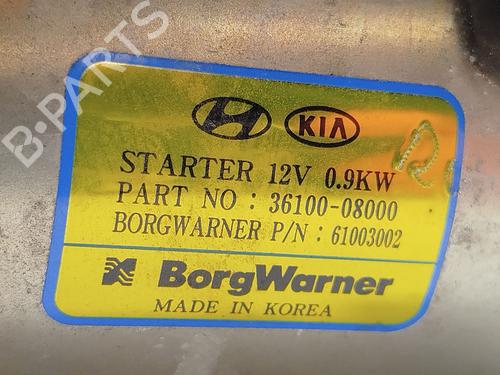 B-PARTS
KIA
STARTER 12V 0.9KW
PART NO : 36100-08000
BORGWARNER P/N : 61003002
BorgWarner
MADE IN KOREA